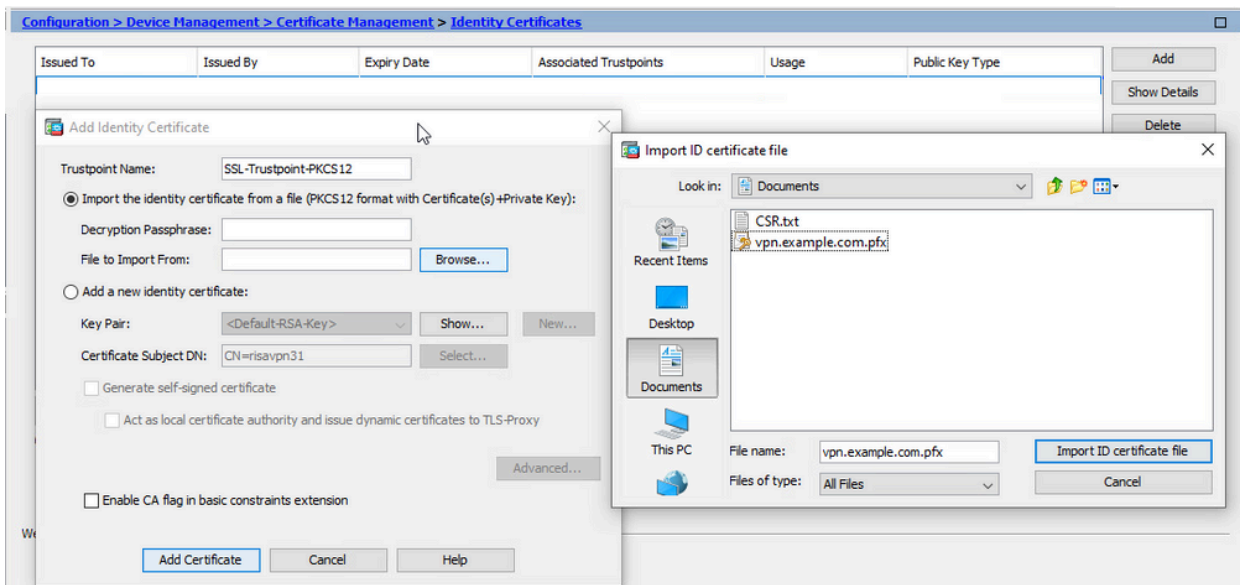 Configuration > Device Management > Certificate Management > Identity Certificates
Issued To Issued By Expiry Date Associated Trustpoints Usage Public Key Type
Add
Show Details
Delete
Add Identity Certificate
Trustpoint Name: SSL-Trustpoint-PKCS12
Import the identity certificate from a file (PKCS12 format with Certificate(s)+Private Key):
Decryption Passphrase:
File to Import From: Browse...
Add a new identity certificate:
Key Pair: <Default-RSA-Key> Show... New...
Certificate Subject DN: CN=risavpn31 Select...
Generate self-signed certificate
Act as local certificate authority and issue dynamic certificates to TLS-Proxy
Advanced...
Enable CA flag in basic constraints extension
Add Certificate Cancel Help
Import ID certificate file
Look in: Documents
CSR.txt
vpn.example.com.pfx
Recent Items
Desktop
Documents
This PC
File name: vpn.example.com.pfx Import ID certificate file
Files of type: All Files Cancel